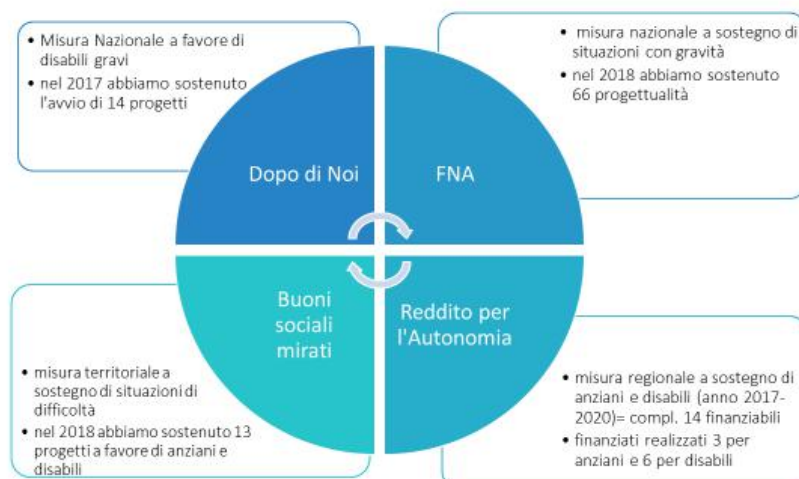 • Misura Nazionale a favore di
disabili gravi
• nel 2017 abbiamo sostenuto
l'avvio di 14 progetti
• misura nazionale a sostegno di
situazioni con gravità
• nel 2018 abbiamo sostenuto
66 progettualità
Dopo di Noi
FNA
Buoni
sociali
mirati
Reddito per
l'Autonomia
• misura territoriale a
sostegno di situazioni di
difficoltà
• nel 2018 abbiamo sostenuto 13
progetti a favore di anziani e
disabili
• misura regionale a sostegno di
anziani e disabili (anno 2017-
2020)= compl. 14 finanziabili
• finanziati realizzati 3 per
anziani e 6 per disabili